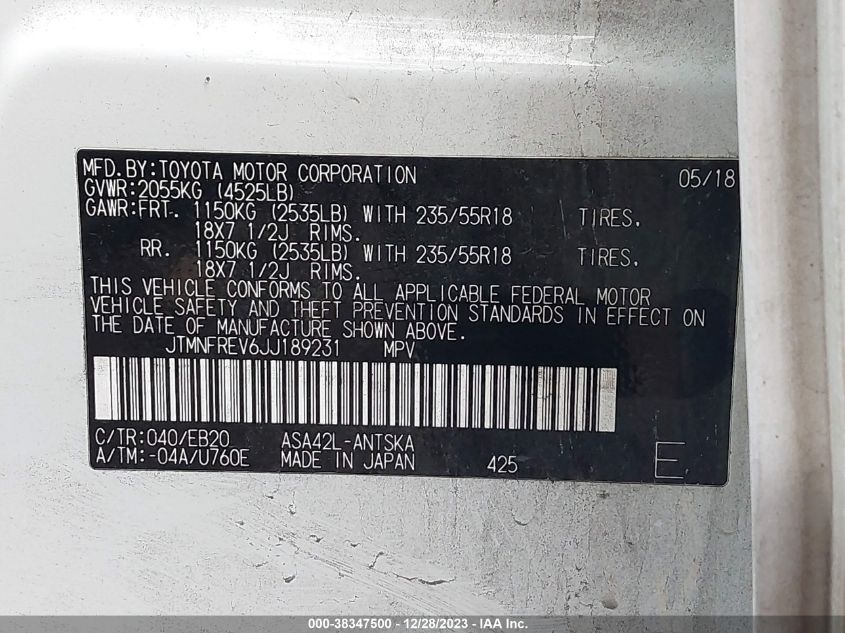 MFD.BY:TOYOTA MOTOR CORPORATION 05/18
GVWR:2055KG (4525LB)
GAWR:FRT. 1150KG (2535LB) WITH 235/55R18 TIRES,
18X7 1/2J RIMS.
RR. 1150KG (2535LB) WITH 235/55R18 TIRES,
18X7 1/2J RIMS.
THIS VEHICLE CONFORMS TO ALL APPLICABLE FEDERAL MOTOR
VEHICLE SAFETY AND THEFT PREVENTION STANDARDS IN EFFECT ON
THE DATE OF MANUFACTURE SHOWN ABOVE.
JTMNFREV6JJ189231 MPV
C/TR:040/EB20 ASA42L-ANTSKA
A/TM:-04A/U760E MADE IN JAPAN 425 E
000-38347500 - 12/28/2023 - IAA Inc.